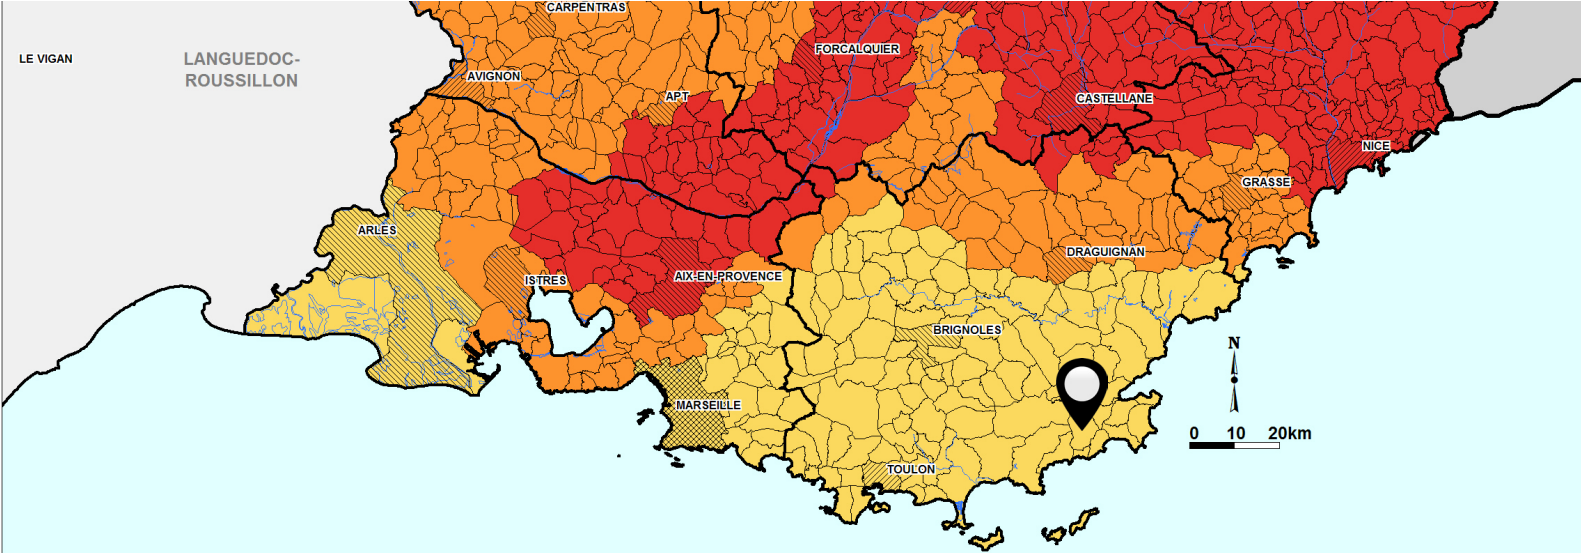 CARPENTRAS
FORCALQUIER
LE VIGAN
LANGUEDOC-
ROUSSILLON
AVIGNON
APT
CASTELLANE
NICE
GRASSE
ARLES
DRAGUIGNAN
ISTRES
AIX-EN-PROVENCE
BRIGNOLES
N
MARSEILLE
0 10 20km
TOULON